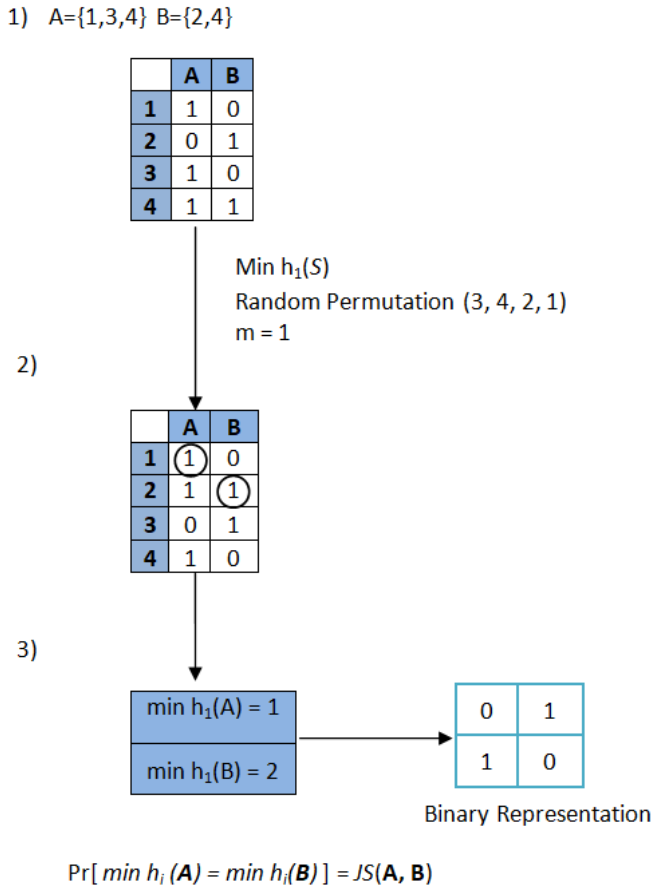 1) A={1,3,4} B={2,4}
A B
1 1 0
2 0 1
3 1 0
4 1 1
Min h₁(S)
Random Permutation (3, 4, 2, 1)
m = 1
2)
A B
1 1 0
2 1 1
3 0 1
4 1 0
3)
min h₁(A) = 1
min h₁(B) = 2
0 1
1 0
Binary Representation
Pr[ min hᵢ (A) = min hᵢ(B) ] = JS(A, B)